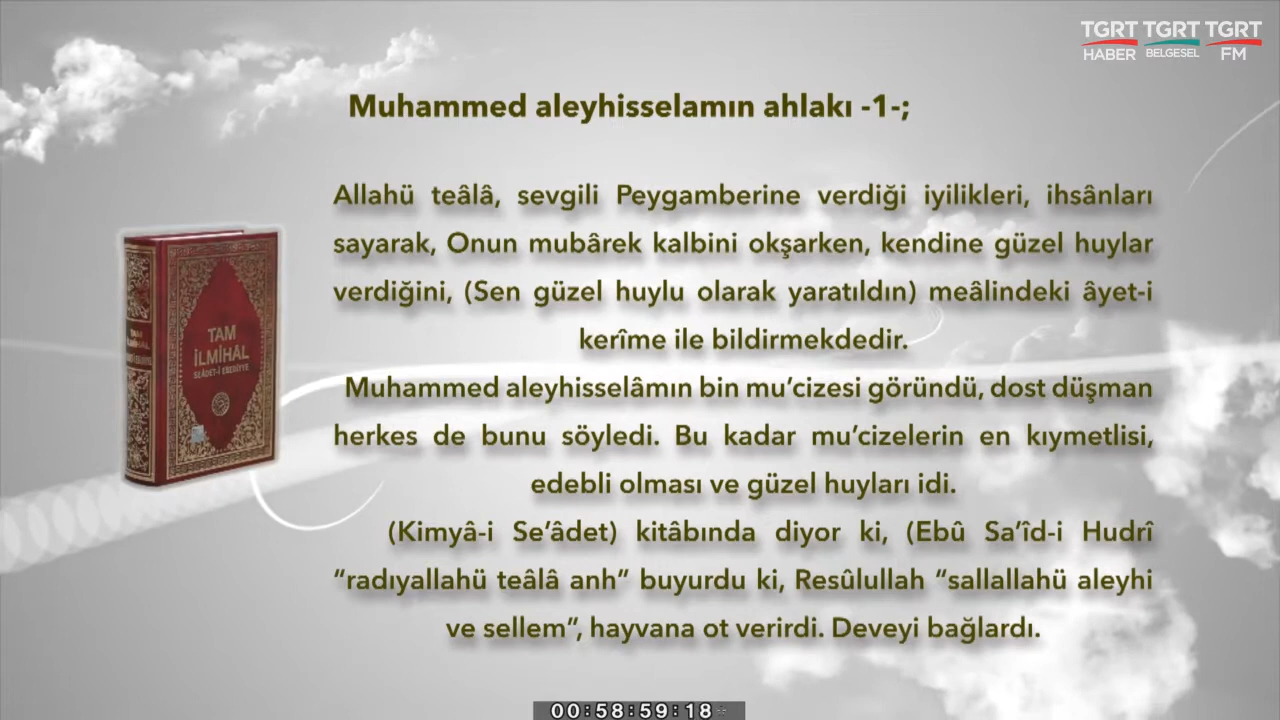 TGRT TGRT TGRT
HABER BELGESEL FM
Muhammed aleyhisselamın ahlakı -1-;
Allahü teâlâ, sevgili Peygamberine verdiği iyilikleri, ihsânları
sayarak, Onun mubârek kalbini okşarken, kendine güzel huylar
verdiğini, (Sen güzel huylu olarak yaratıldın) meâlindeki âyet-i
kerîme ile bildirmekdedir.
Muhammed aleyhisselâmın bin mu’cizesi göründü, dost düşman
herkes de bunu söyledi. Bu kadar mu’cizelerin en kıymetlisi,
edebli olması ve güzel huyları idi.
(Kimyâ-i Se’âdet) kitâbında diyor ki, (Ebû Sa’îd-i Hudrî
“radıyallahü teâlâ anh” buyurdu ki, Resûlullah “sallallahü aleyhi
ve sellem”, hayvana ot verirdi. Deveyi bağlardı.
TAM
İLMİHÂL
SEÂDET-İ EBEDİYYE
00:58:59:18